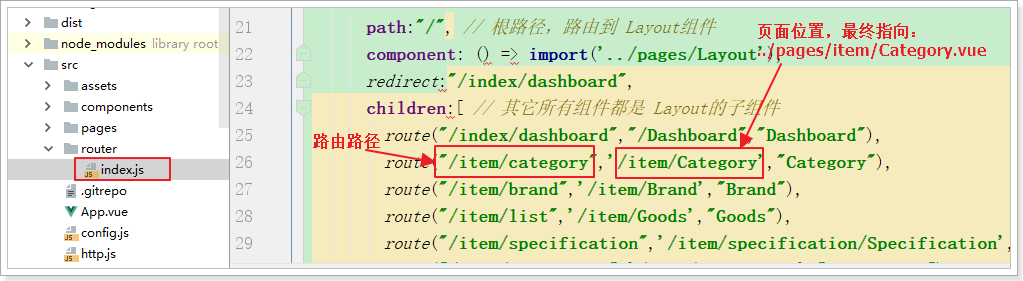 dist
node_modules library root
src
assets
components
pages
router
index.js
.gitrepo
App.vue
config.js
http.js
21 path:"/", // 根路径，路由到 Layout组件
22 component: () => import('../pages/Layout'),
23 redirect:"/index/dashboard",
24 children:[ // 其它所有组件都是 Layout的子组件
25 route("/index/dashboard","/Dashboard","Dashboard"),
26 route("/item/category",'/item/Category',"Category"),
27 route("/item/brand",'/item/Brand',"Brand"),
28 route("/item/list",'/item/Goods',"Goods"),
29 route("/item/specification",'/item/specification/Specification',
页面位置，最终指向：
../pages/item/Category.vue
路由路径